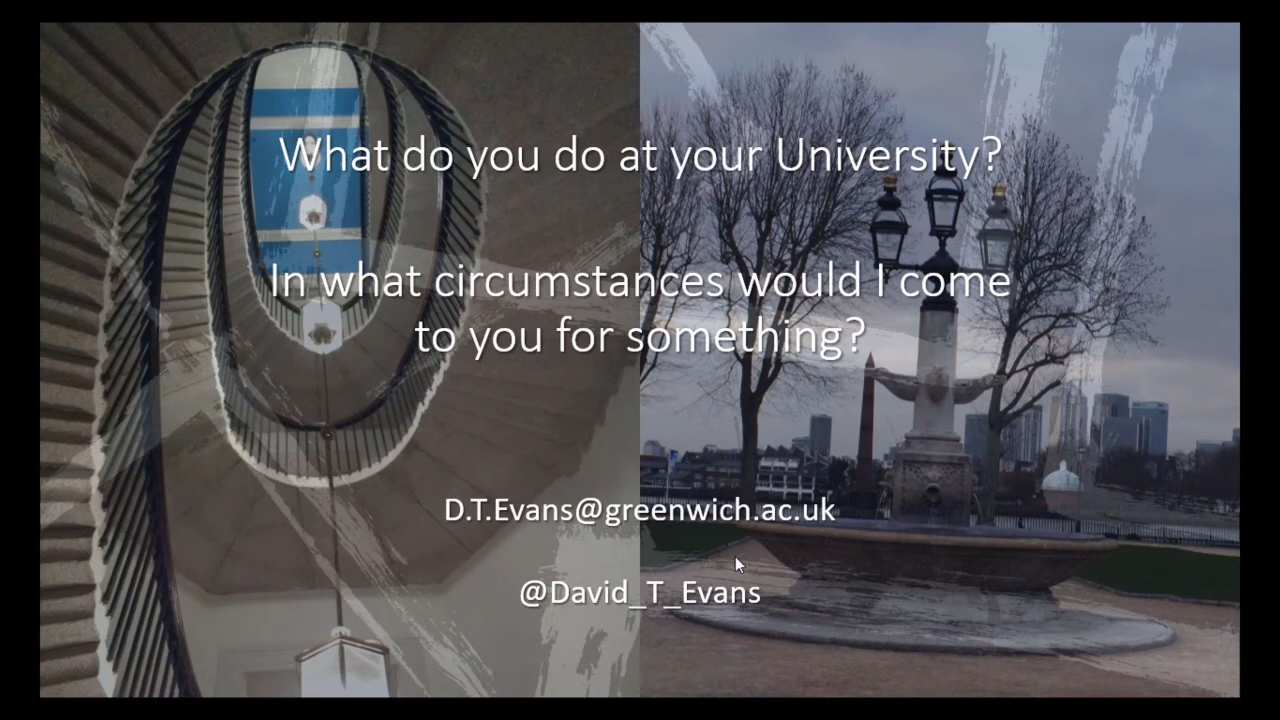 What do you do at your University?
In what circumstances would I come
to you for something?
D.T.Evans@greenwich.ac.uk
@David_T_Evans